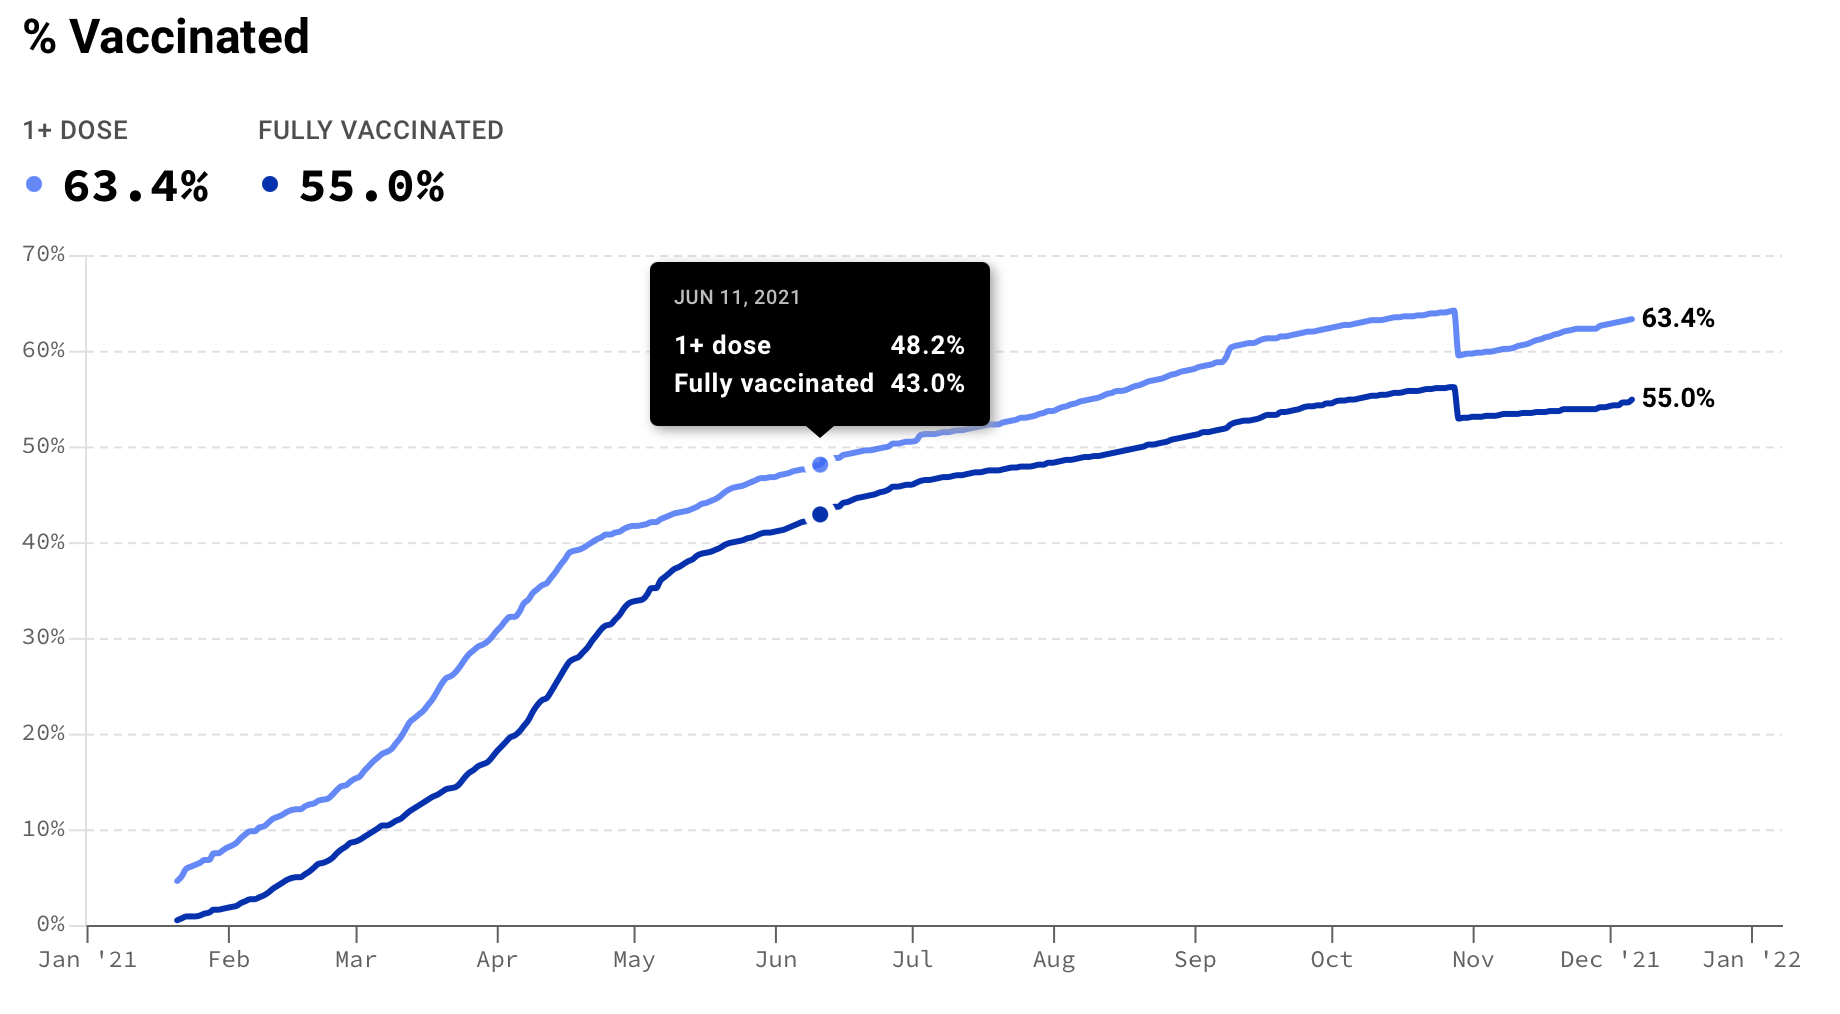 % Vaccinated
1+ DOSE FULLY VACCINATED
63.4% 55.0%
70%
JUN 11, 2021
1+ dose 48.2%
Fully vaccinated 43.0%
63.4%
60%
55.0%
50%
40%
30%
20%
10%
0%
Jan '21 Feb Mar Apr May Jun Jul Aug Sep Oct Nov Dec '21 Jan '22